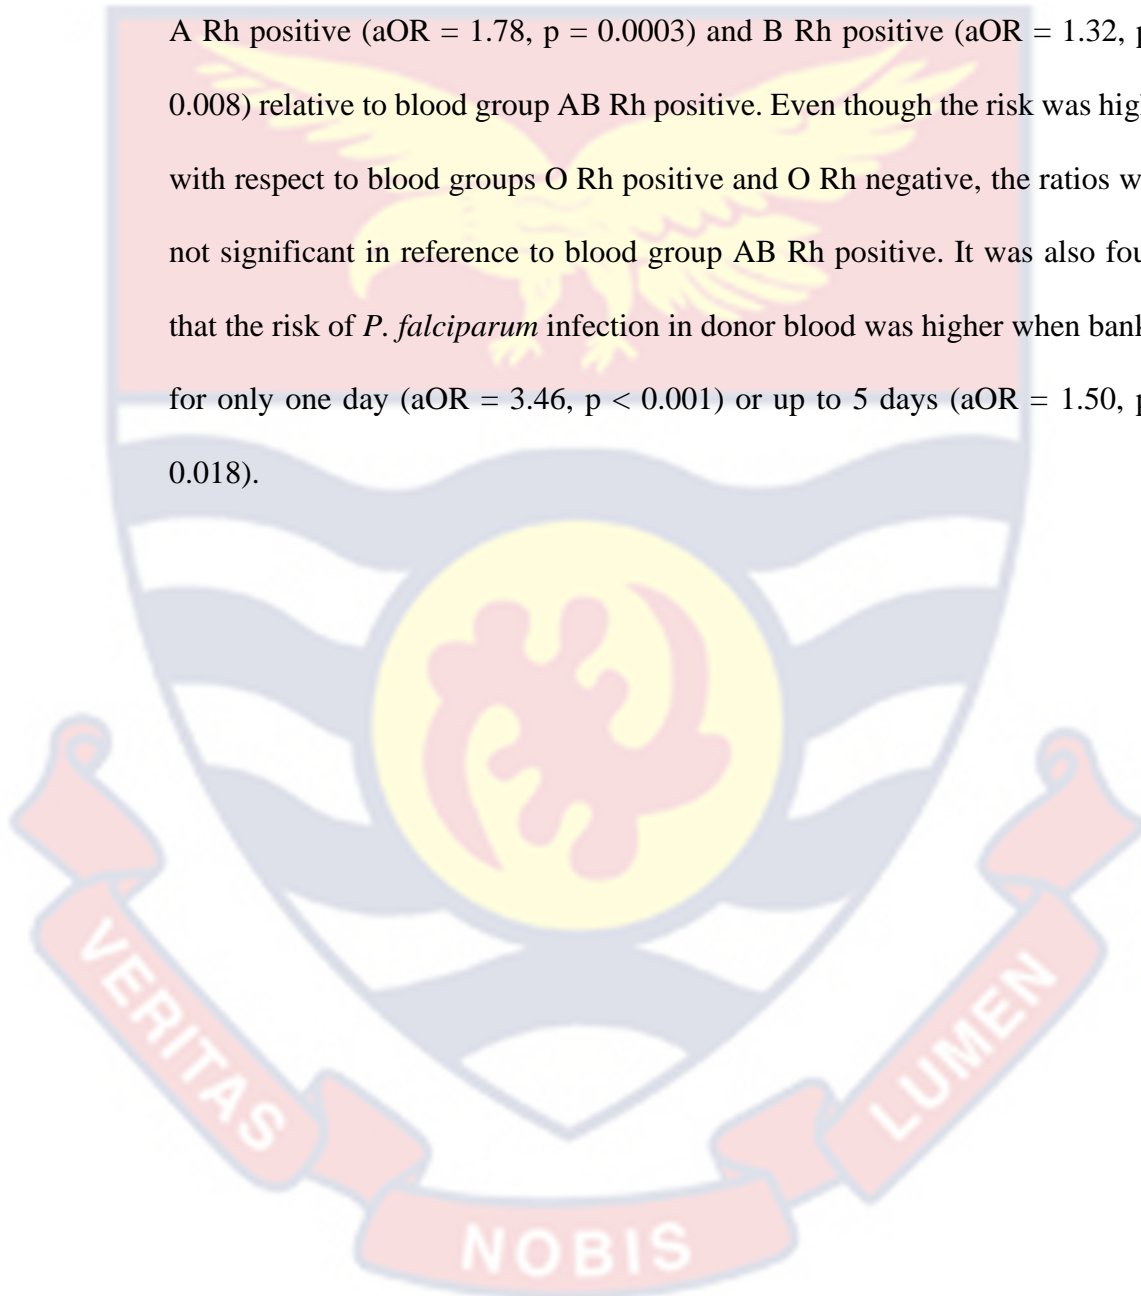 A Rh positive (aOR = 1.78, p = 0.0003) and B Rh positive (aOR = 1.32, p
0.008) relative to blood group AB Rh positive. Even though the risk was hig
with respect to blood groups O Rh positive and O Rh negative, the ratios w
not significant in reference to blood group AB Rh positive. It was also fou
that the risk of P. falciparum infection in donor blood was higher when bank
for only one day (aOR = 3.46, p < 0.001) or up to 5 days (aOR = 1.50, p
0.018).
VERITAS
NOBIS
LUMEN